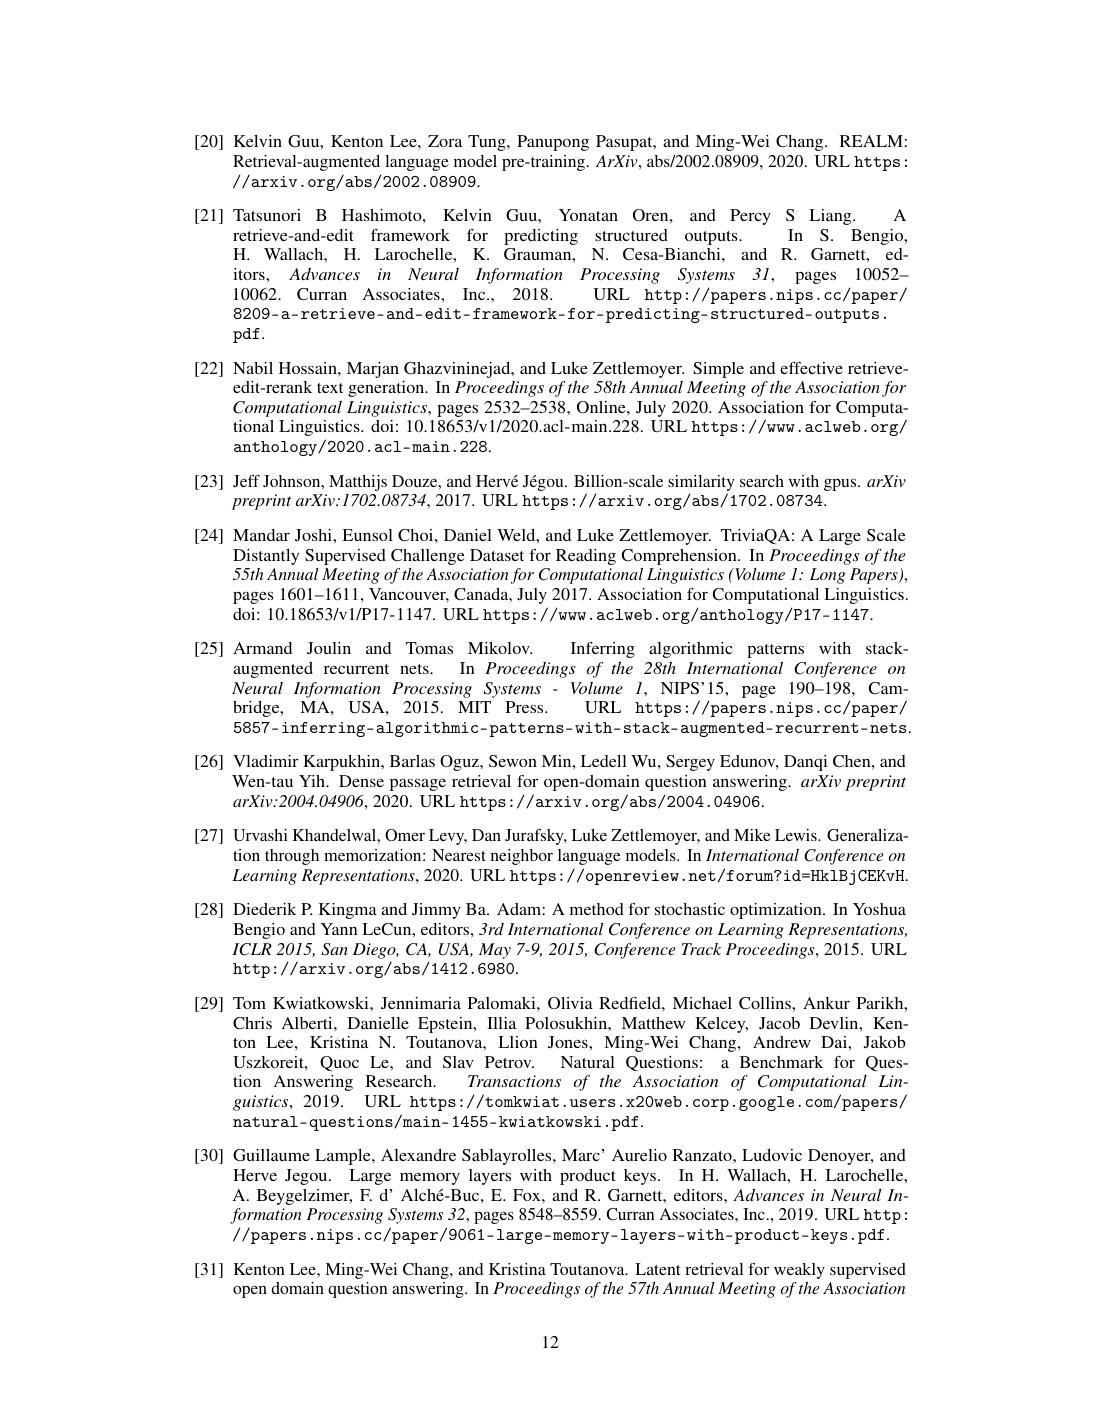 [20] Kelvin Guu, Kenton Lee, Zora Tung, Panupong Pasupat, and Ming-Wei Chang. REALM:
Retrieval-augmented language model pre-training. ArXiv, abs/2002.08909, 2020. URL https:
//arxiv.org/abs/2002.08909.
[21] Tatsunori B Hashimoto, Kelvin Guu, Yonatan Oren, and Percy S Liang. A
retrieve-and-edit framework for predicting structured outputs. In S. Bengio,
H. Wallach, H. Larochelle, K. Grauman, N. Cesa-Bianchi, and R. Garnett, ed-
itors, Advances in Neural Information Processing Systems 31, pages 10052–
10062. Curran Associates, Inc., 2018. URL http://papers.nips.cc/paper/
8209-a-retrieve-and-edit-framework-for-predicting-structured-outputs.
pdf.
[22] Nabil Hossain, Marjan Ghazvininejad, and Luke Zettlemoyer. Simple and effective retrieve-
edit-rerank text generation. In Proceedings of the 58th Annual Meeting of the Association for
Computational Linguistics, pages 2532–2538, Online, July 2020. Association for Computa-
tional Linguistics. doi: 10.18653/v1/2020.acl-main.228. URL https://www.aclweb.org/
anthology/2020.acl-main.228.
[23] Jeff Johnson, Matthijs Douze, and Hervé Jégou. Billion-scale similarity search with gpus. arXiv
preprint arXiv:1702.08734, 2017. URL https://arxiv.org/abs/1702.08734.
[24] Mandar Joshi, Eunsol Choi, Daniel Weld, and Luke Zettlemoyer. TriviaQA: A Large Scale
Distantly Supervised Challenge Dataset for Reading Comprehension. In Proceedings of the
55th Annual Meeting of the Association for Computational Linguistics (Volume 1: Long Papers),
pages 1601–1611, Vancouver, Canada, July 2017. Association for Computational Linguistics.
doi: 10.18653/v1/P17-1147. URL https://www.aclweb.org/anthology/P17-1147.
[25] Armand Joulin and Tomas Mikolov. Inferring algorithmic patterns with stack-
augmented recurrent nets. In Proceedings of the 28th International Conference on
Neural Information Processing Systems - Volume 1, NIPS'15, page 190–198, Cam-
bridge, MA, USA, 2015. MIT Press. URL https://papers.nips.cc/paper/
5857-inferring-algorithmic-patterns-with-stack-augmented-recurrent-nets.
[26] Vladimir Karpukhin, Barlas Oguz, Sewon Min, Ledell Wu, Sergey Edunov, Danqi Chen, and
Wen-tau Yih. Dense passage retrieval for open-domain question answering. arXiv preprint
arXiv:2004.04906, 2020. URL https://arxiv.org/abs/2004.04906.
[27] Urvashi Khandelwal, Omer Levy, Dan Jurafsky, Luke Zettlemoyer, and Mike Lewis. Generaliza-
tion through memorization: Nearest neighbor language models. In International Conference on
Learning Representations, 2020. URL https://openreview.net/forum?id=HklBjCEKvH.
[28] Diederik P. Kingma and Jimmy Ba. Adam: A method for stochastic optimization. In Yoshua
Bengio and Yann LeCun, editors, 3rd International Conference on Learning Representations,
ICLR 2015, San Diego, CA, USA, May 7-9, 2015, Conference Track Proceedings, 2015. URL
http://arxiv.org/abs/1412.6980.
[29] Tom Kwiatkowski, Jennimaria Palomaki, Olivia Redfield, Michael Collins, Ankur Parikh,
Chris Alberti, Danielle Epstein, Illia Polosukhin, Matthew Kelcey, Jacob Devlin, Ken-
ton Lee, Kristina N. Toutanova, Llion Jones, Ming-Wei Chang, Andrew Dai, Jakob
Uszkoreit, Quoc Le, and Slav Petrov. Natural Questions: a Benchmark for Ques-
tion Answering Research. Transactions of the Association of Computational Lin-
guistics, 2019. URL https://tomkwiat.users.x20web.corp.google.com/papers/
natural-questions/main-1455-kwiatkowski.pdf.
[30] Guillaume Lample, Alexandre Sablayrolles, Marc' Aurelio Ranzato, Ludovic Denoyer, and
Herve Jegou. Large memory layers with product keys. In H. Wallach, H. Larochelle,
A. Beygelzimer, F. d' Alché-Buc, E. Fox, and R. Garnett, editors, Advances in Neural In-
formation Processing Systems 32, pages 8548–8559. Curran Associates, Inc., 2019. URL http:
//papers.nips.cc/paper/9061-large-memory-layers-with-product-keys.pdf.
[31] Kenton Lee, Ming-Wei Chang, and Kristina Toutanova. Latent retrieval for weakly supervised
open domain question answering. In Proceedings of the 57th Annual Meeting of the Association
12